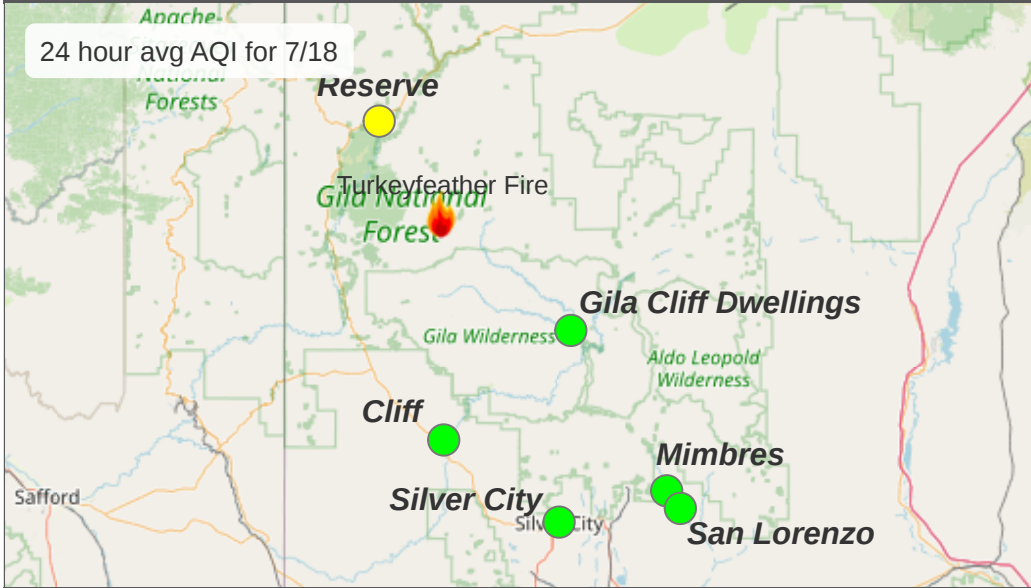 Apache-
24 hour avg AQI for 7/18
National
Forests
Reserve
Turkeyfeather Fire
Gila National
Forest
Gila Cliff Dwellings
Gila Wilderness
Aldo Leopold
Wilderness
Cliff
Mimbres
Safford
Silver City
Silver City
San Lorenzo